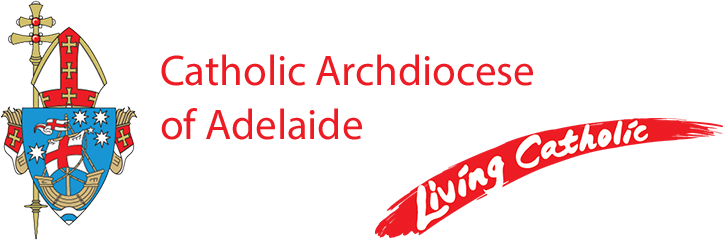 Catholic Archdiocese
of Adelaide
Living Catholic